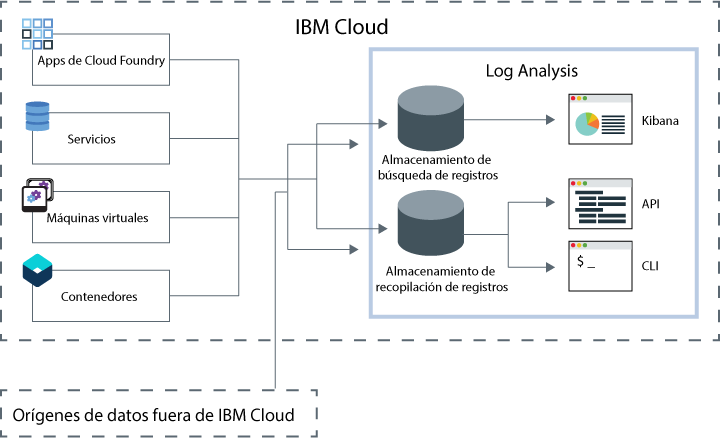 IBM Cloud
Apps de Cloud Foundry
Servicios
Máquinas virtuales
Contenedores
Log Analysis
Almacenamiento de
búsqueda de registros
Almacenamiento de
recopilación de registros
Kibana
API
$ _
CLI
Orígenes de datos fuera de IBM Cloud